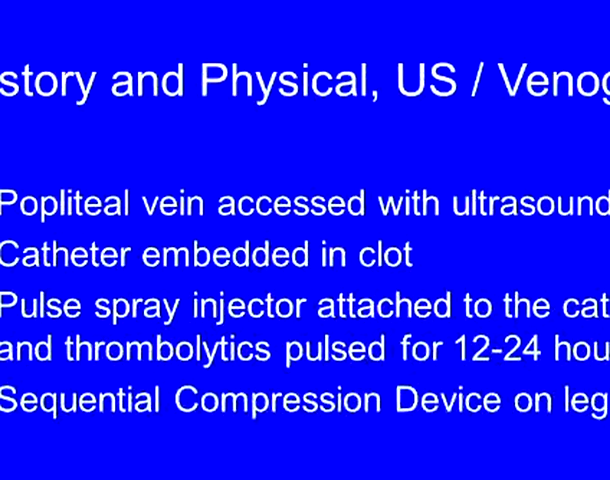 story and Physical, US / Venog
Popliteal vein accessed with ultrasound
Catheter embedded in clot
Pulse spray injector attached to the cat
and thrombolytics pulsed for 12-24 hou
Sequential Compression Device on leg